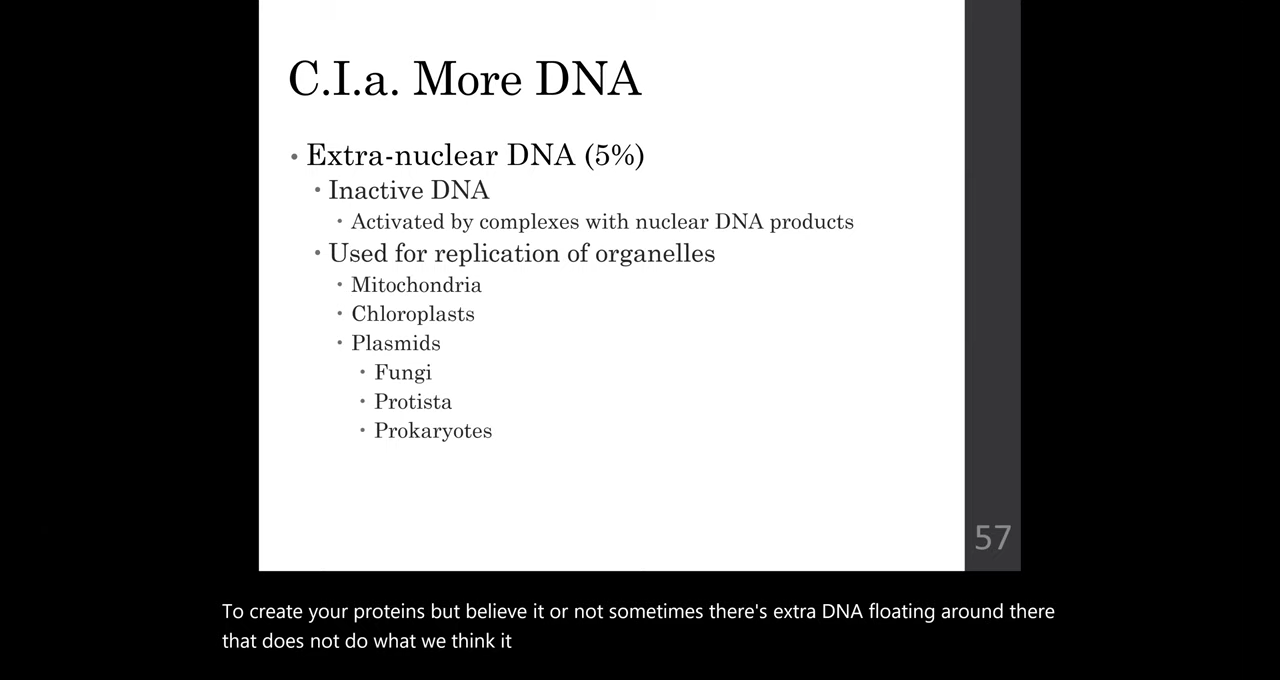 C.I.a. More DNA
• Extra-nuclear DNA (5%)
• Inactive DNA
• Activated by complexes with nuclear DNA products
• Used for replication of organelles
• Mitochondria
• Chloroplasts
• Plasmids
• Fungi
• Protista
• Prokaryotes
57
To create your proteins but believe it or not sometimes there's extra DNA floating around there
that does not do what we think it